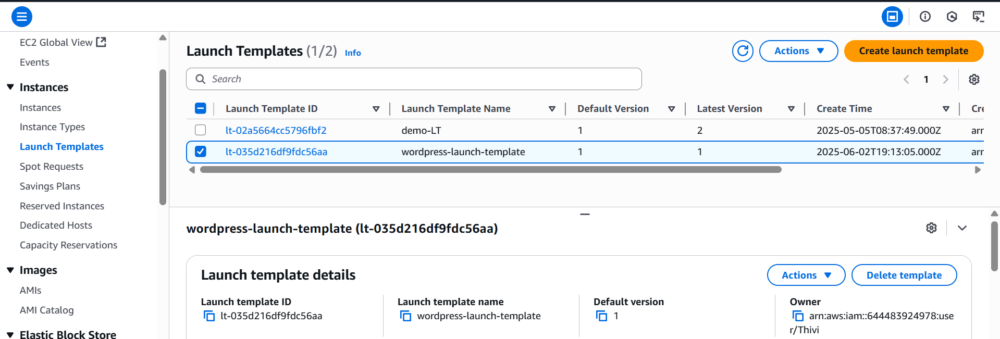 EC2 Global View
Events
Instances
Instances
Instance Types
Launch Templates
Spot Requests
Savings Plans
Reserved Instances
Dedicated Hosts
Capacity Reservations
Images
AMIs
AMI Catalog
Elastic Block Store
Launch Templates (1/2) Info
Actions
Create launch template
Search
1
Launch Template ID Launch Template Name Default Version Latest Version Create Time Cre
lt-02a5664cc5796fbf2 demo-LT 1 2 2025-05-05T08:37:49.000Z arn
lt-035d216df9fdc56aa wordpress-launch-template 1 1 2025-06-02T19:13:05.000Z arn
wordpress-launch-template (lt-035d216df9fdc56aa)
Launch template details
Actions
Delete template
Launch template ID
lt-035d216df9fdc56aa
Launch template name
wordpress-launch-template
Default version
1
Owner
arn:aws:iam::644483924978:use
r/Thivi